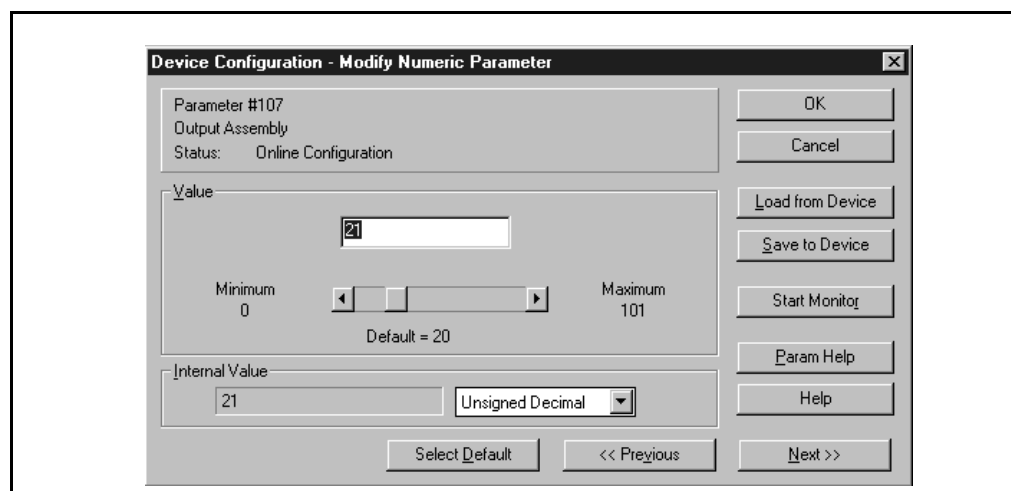 Device Configuration - Modify Numeric Parameter
Parameter #107
Output Assembly
Status: Online Configuration
OK
Cancel
Value
21
Minimum
0
Maximum
101
Default = 20
Load from Device
Save to Device
Start Monitor
Param Help
Help
Internal Value
21
Unsigned Decimal
Select Default
<< Previous
Next >>